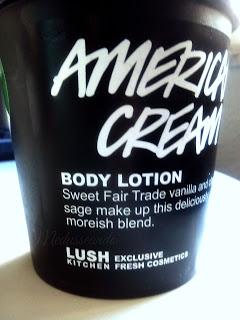 AMERICA
CREAM
BODY LOTION
Sweet Fair Trade vanilla and
sage make up this deliciously
moreish blend.
LUSH EXCLUSIVE
KITCHEN FRESH COSMETICS